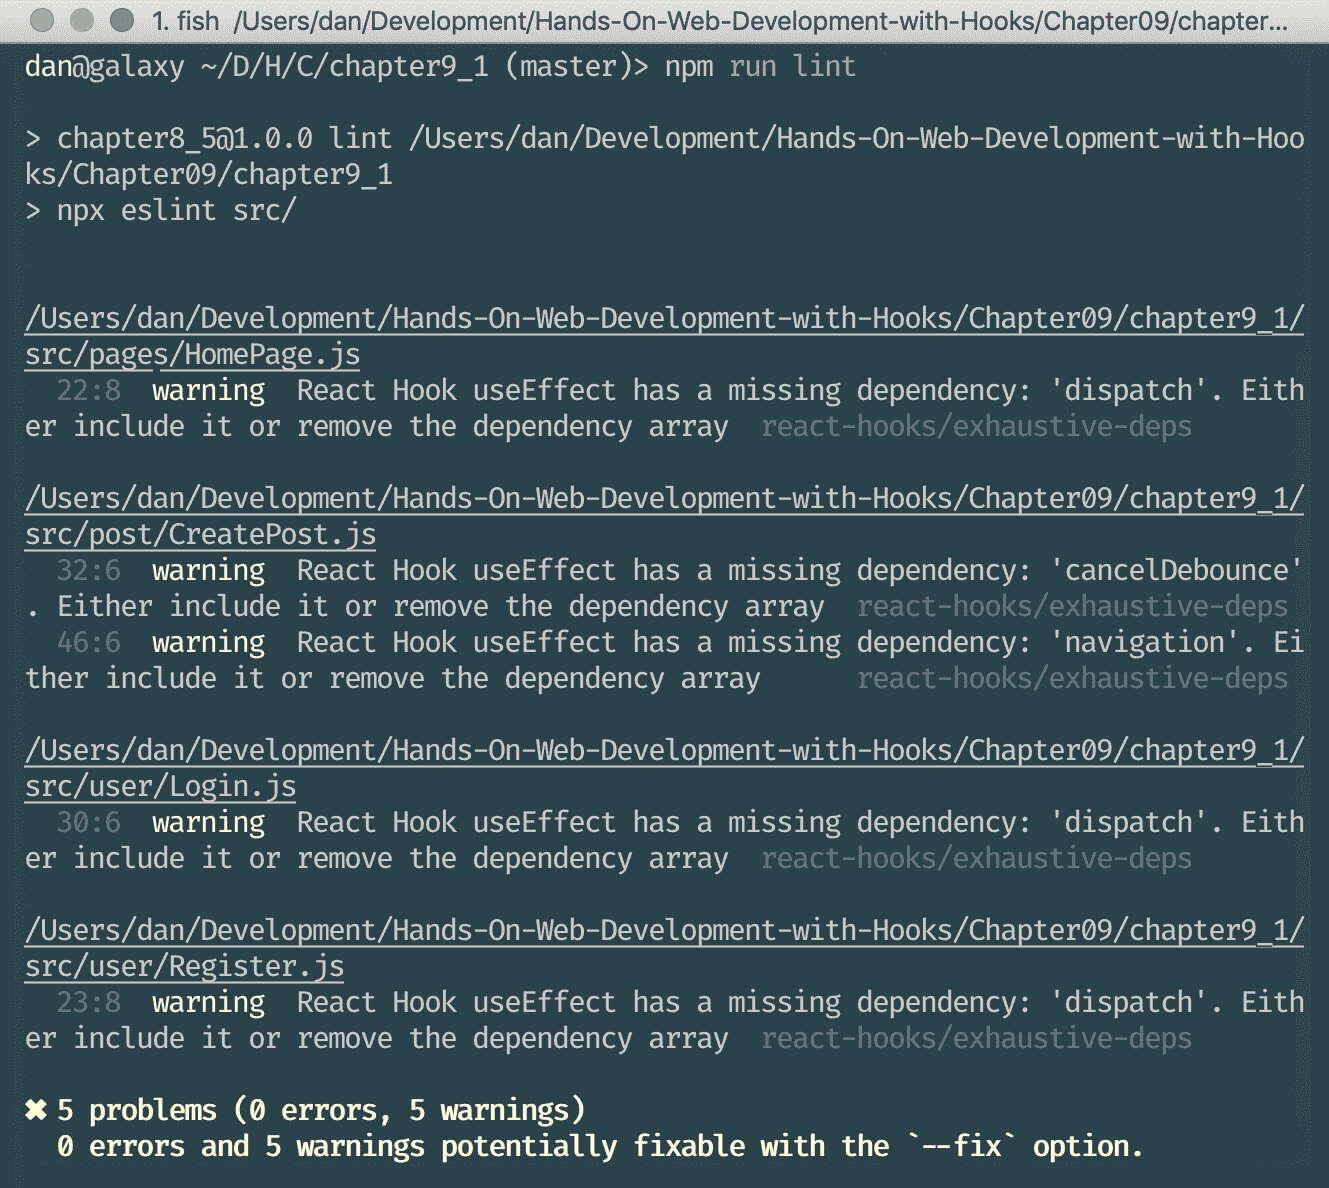 1. fish /Users/dan/Development/Hands-On-Web-Development-with-Hooks/Chapter09/chapter...
dan@galaxy ~/D/H/C/chapter9_1 (master)> npm run lint
> chapter8_5@1.0.0 lint /Users/dan/Development/Hands-On-Web-Development-with-Hoo
ks/Chapter09/chapter9_1
> npx eslint src/
/Users/dan/Development/Hands-On-Web-Development-with-Hooks/Chapter09/chapter9_1/
src/pages/HomePage.js
22:8  warning  React Hook useEffect has a missing dependency: 'dispatch'. Eith
er include it or remove the dependency array  react-hooks/exhaustive-deps
/Users/dan/Development/Hands-On-Web-Development-with-Hooks/Chapter09/chapter9_1/
src/post/CreatePost.js
32:6  warning  React Hook useEffect has a missing dependency: 'cancelDebounce'
. Either include it or remove the dependency array  react-hooks/exhaustive-deps
46:6  warning  React Hook useEffect has a missing dependency: 'navigation'. Ei
ther include it or remove the dependency array      react-hooks/exhaustive-deps
/Users/dan/Development/Hands-On-Web-Development-with-Hooks/Chapter09/chapter9_1/
src/user/Login.js
30:6  warning  React Hook useEffect has a missing dependency: 'dispatch'. Eith
er include it or remove the dependency array  react-hooks/exhaustive-deps
/Users/dan/Development/Hands-On-Web-Development-with-Hooks/Chapter09/chapter9_1/
src/user/Register.js
23:8  warning  React Hook useEffect has a missing dependency: 'dispatch'. Eith
er include it or remove the dependency array  react-hooks/exhaustive-deps
✖ 5 problems (0 errors, 5 warnings)
0 errors and 5 warnings potentially fixable with the `--fix` option.